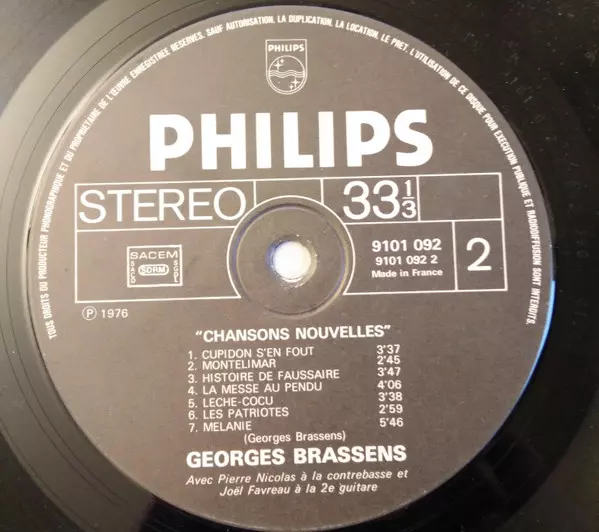 TOUS DROITS DU PRODUCTEUR PHONOGRAPHIQUE ET DU PROPRIETAIRE DE L'ŒUVRE ENREGISTREE RESERVES. SAUF AUTORISATION, LA DUPLICATION, LA LOCATION, LE PRET, L'UTILISATION DE CE DISQUE POUR EXECUTION PUBLIQUE ET RADIODIFFUSION SONT INTERDITS.
PHILIPS
PHILIPS
STEREO
33 1/3
SACEM
SACD
SDRM
SGDL
9101 092
9101 092 2
Made in France
2
℗ 1976
"CHANSONS NOUVELLES"
1. CUPIDON S'EN FOUT 3'37
2. MONTELIMAR 2'45
3. HISTOIRE DE FAUSSAIRE 3'47
4. LA MESSE AU PENDU 4'06
5. LECHE-COCU 3'38
6. LES PATRIOTES 2'59
7. MELANIE 5'46
(Georges Brassens)
GEORGES BRASSENS
Avec Pierre Nicolas à la contrebasse et
Joël Favreau à la 2e guitare